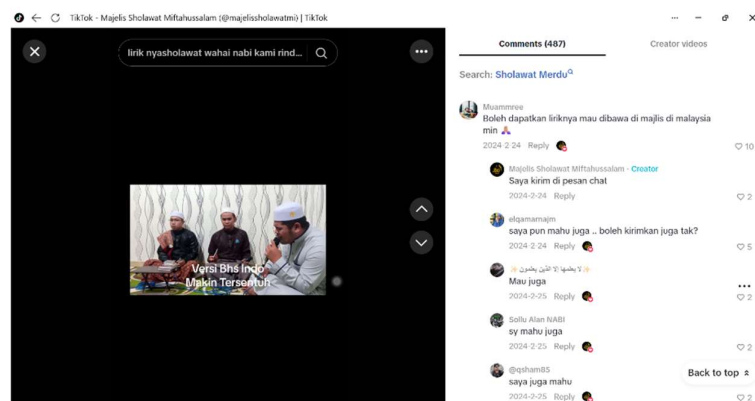 TikTok - Majelis Sholawat Miftahussalam (@majelissholawatmi) | TikTok
lirik nyasholawat wahai nabi kami rind...
Versi Bhs Indo
Makin Tersentuh
Comments (487)
Creator videos
Search: Sholawat Merdu
Muammree
Boleh dapatkan liriknya mau dibawa di majlis di malaysia
min 🙏
2024-2-24 Reply
10
Majelis Sholawat Miftahussalam · Creator
Saya kirim di pesan chat
2024-2-24 Reply
2
elqamarnajm
saya pun mahu juga .. boleh kirimkan juga tak?
2024-2-24 Reply
5
لا يعلمها إلا الذين يعلمون
Mau juga
2024-2-25 Reply
2
Sollu Alan NABI
sy mahu juga
2024-2-25 Reply
2
@qsham85
saya juga mahu
2024-2-25 Reply
2
Back to top